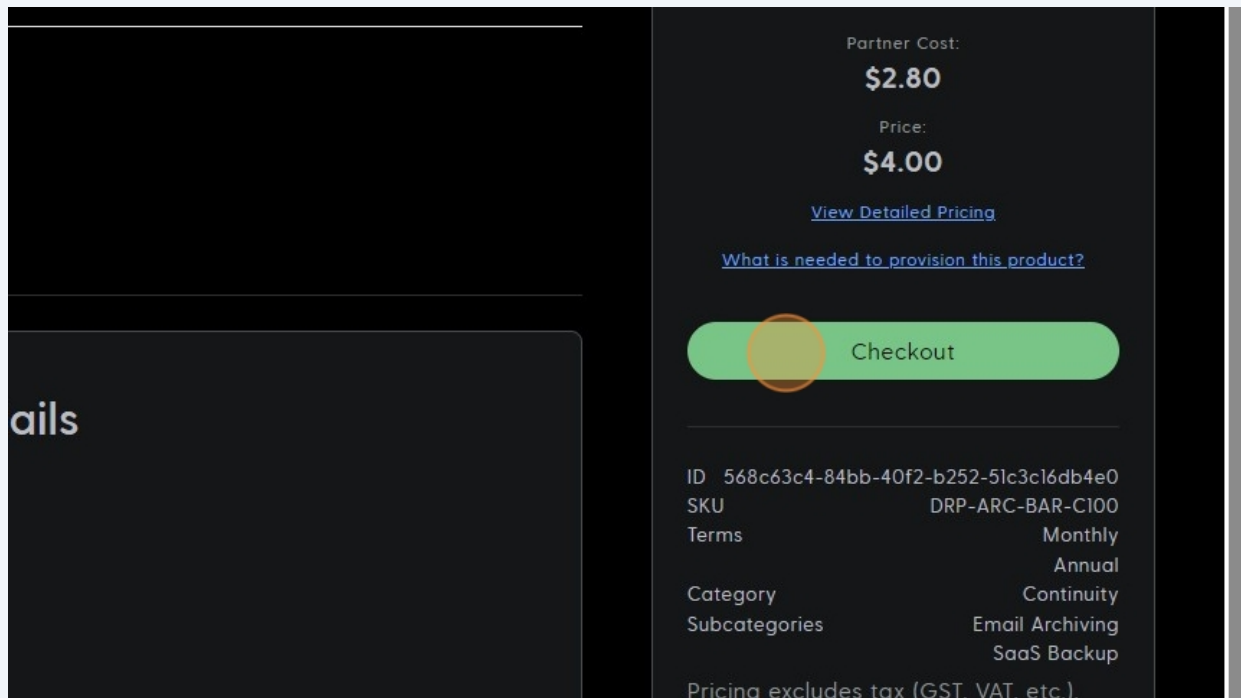 Partner Cost:
$2.80
Price:
$4.00
View Detailed Pricing
What is needed to provision this product?
Checkout
ails
ID 568c63c4-84bb-40f2-b252-51c3c16db4e0
SKU DRP-ARC-BAR-C100
Terms Monthly
Annual
Category Continuity
Subcategories Email Archiving
SaaS Backup
Pricing excludes tax (GST, VAT, etc.)